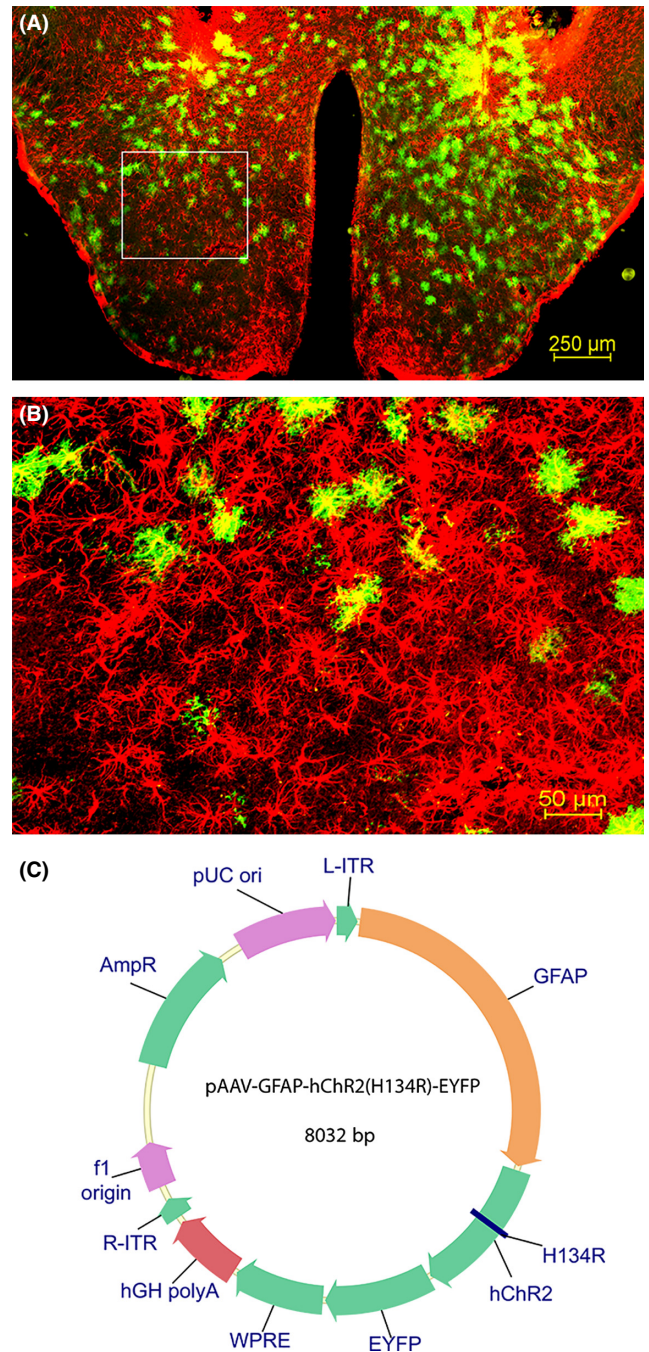 (A)
250 µm
(B)
50 µm
(C)
L-ITR
pUC ori
AmpR
GFAP
pAAV-GFAP-hChR2(H134R)-EYFP
8032 bp
f1
origin
R-ITR
H134R
hGH polyA
hChR2
WPRE
EYFP